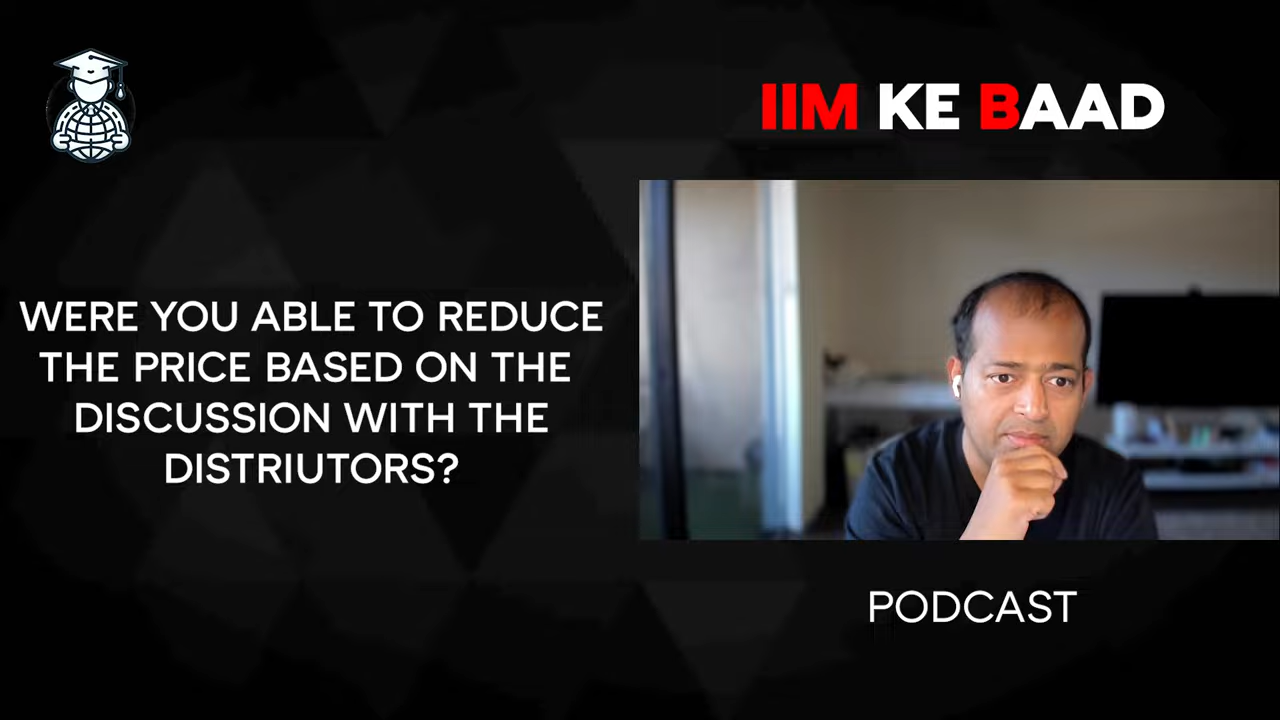 IIM KE BAAD
WERE YOU ABLE TO REDUCE
THE PRICE BASED ON THE
DISCUSSION WITH THE
DISTRIUTORS?
PODCAST